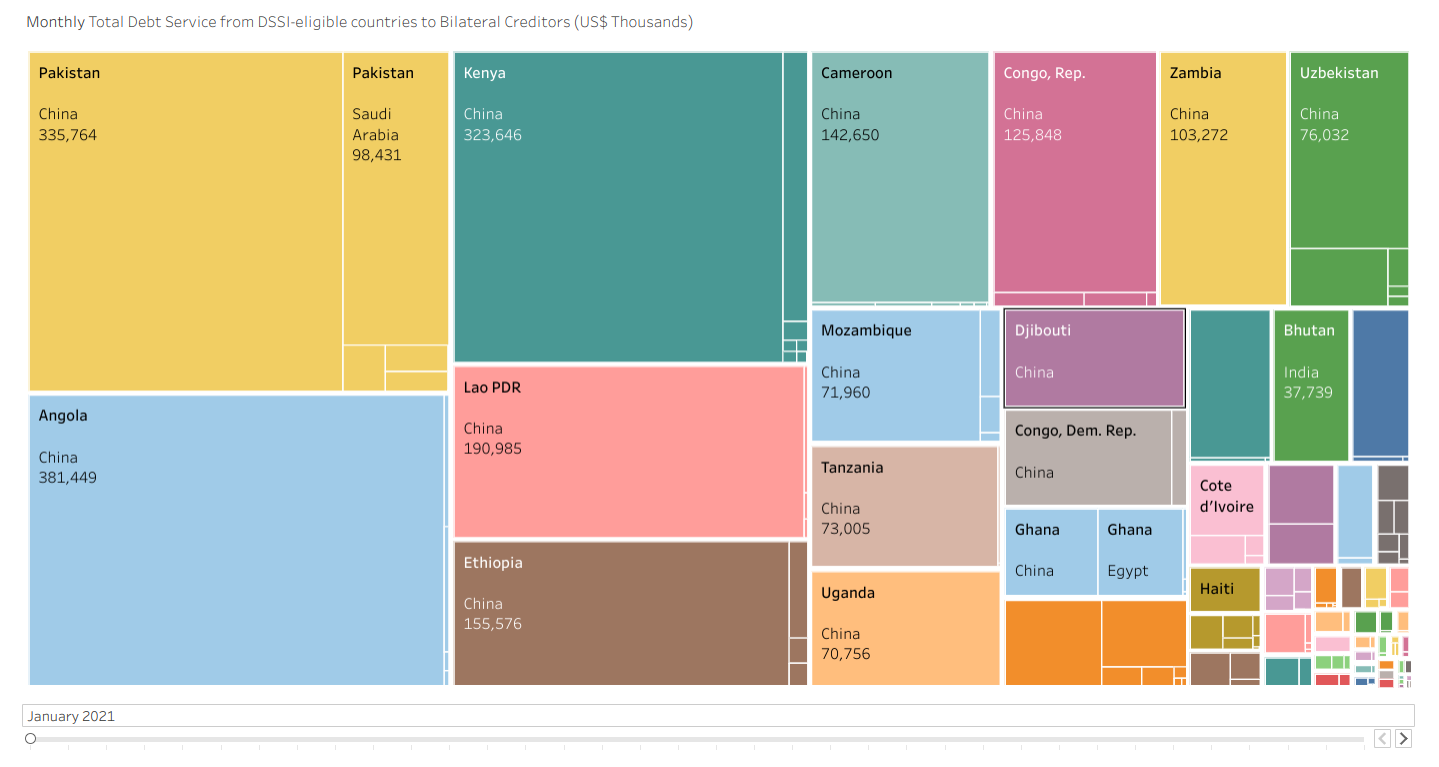 Monthly Total Debt Service from DSSI-eligible countries to Bilateral Creditors (US$ Thousands)
Pakistan
China
335,764
Pakistan
Saudi
Arabia
98,431
Kenya
China
323,646
Cameroon
China
142,650
Congo, Rep.
China
125,848
Zambia
China
103,272
Uzbekistan
China
76,032
Angola
China
381,449
Lao PDR
China
190,985
Ethiopia
China
155,576
Mozambique
China
71,960
Tanzania
China
73,005
Uganda
China
70,756
Djibouti
China
Congo, Dem. Rep.
China
Ghana
China
Ghana
Egypt
Bhutan
India
37,739
Cote
d’Ivoire
Haiti
January 2021